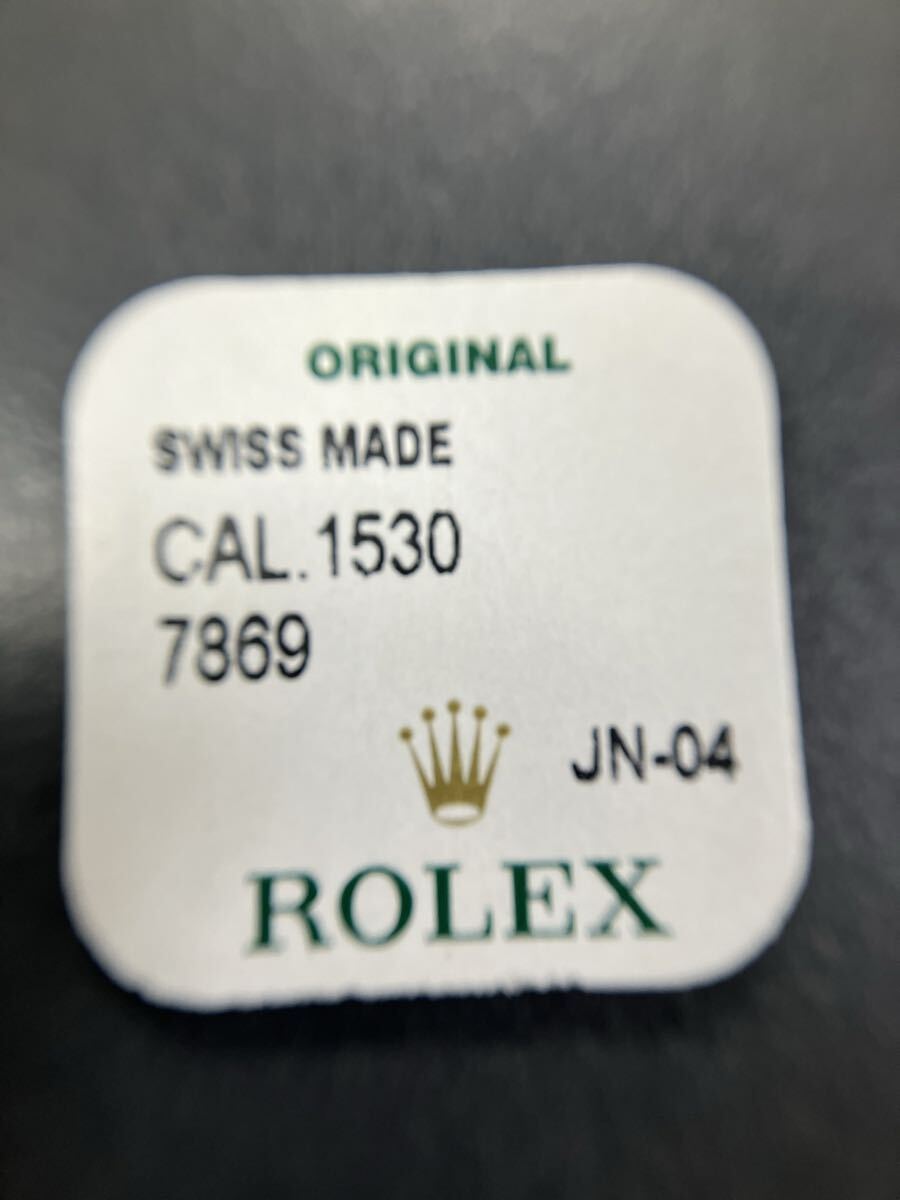 ORIGINAL
SWISS MADE
CAL.1530
7869
JN-04
ROLEX